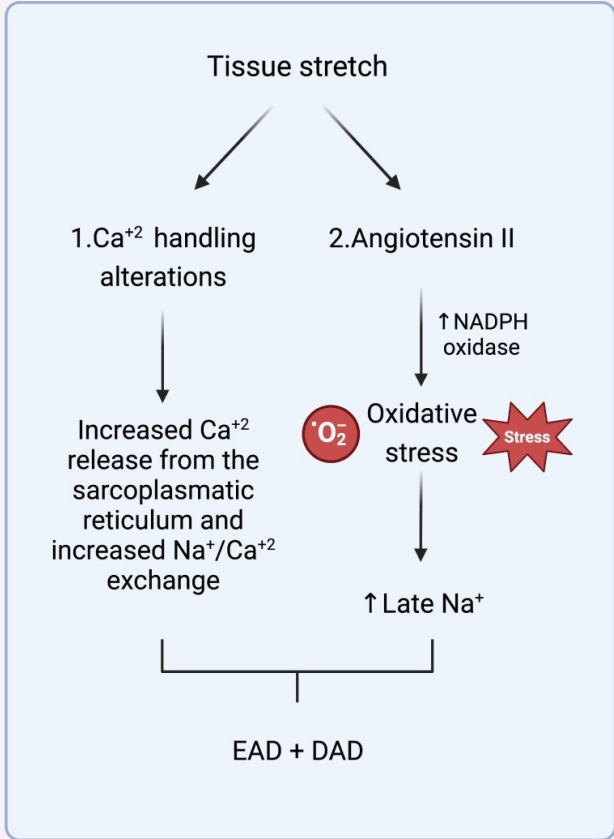 Tissue stretch
1.Ca⁺² handling
alterations
2.Angiotensin II
↑NADPH
oxidase
Increased Ca⁺²
release from the
sarcoplasmatic
reticulum and
increased Na⁺/Ca⁺²
exchange
•O₂⁻
Oxidative
stress
Stress
↑Late Na⁺
EAD + DAD